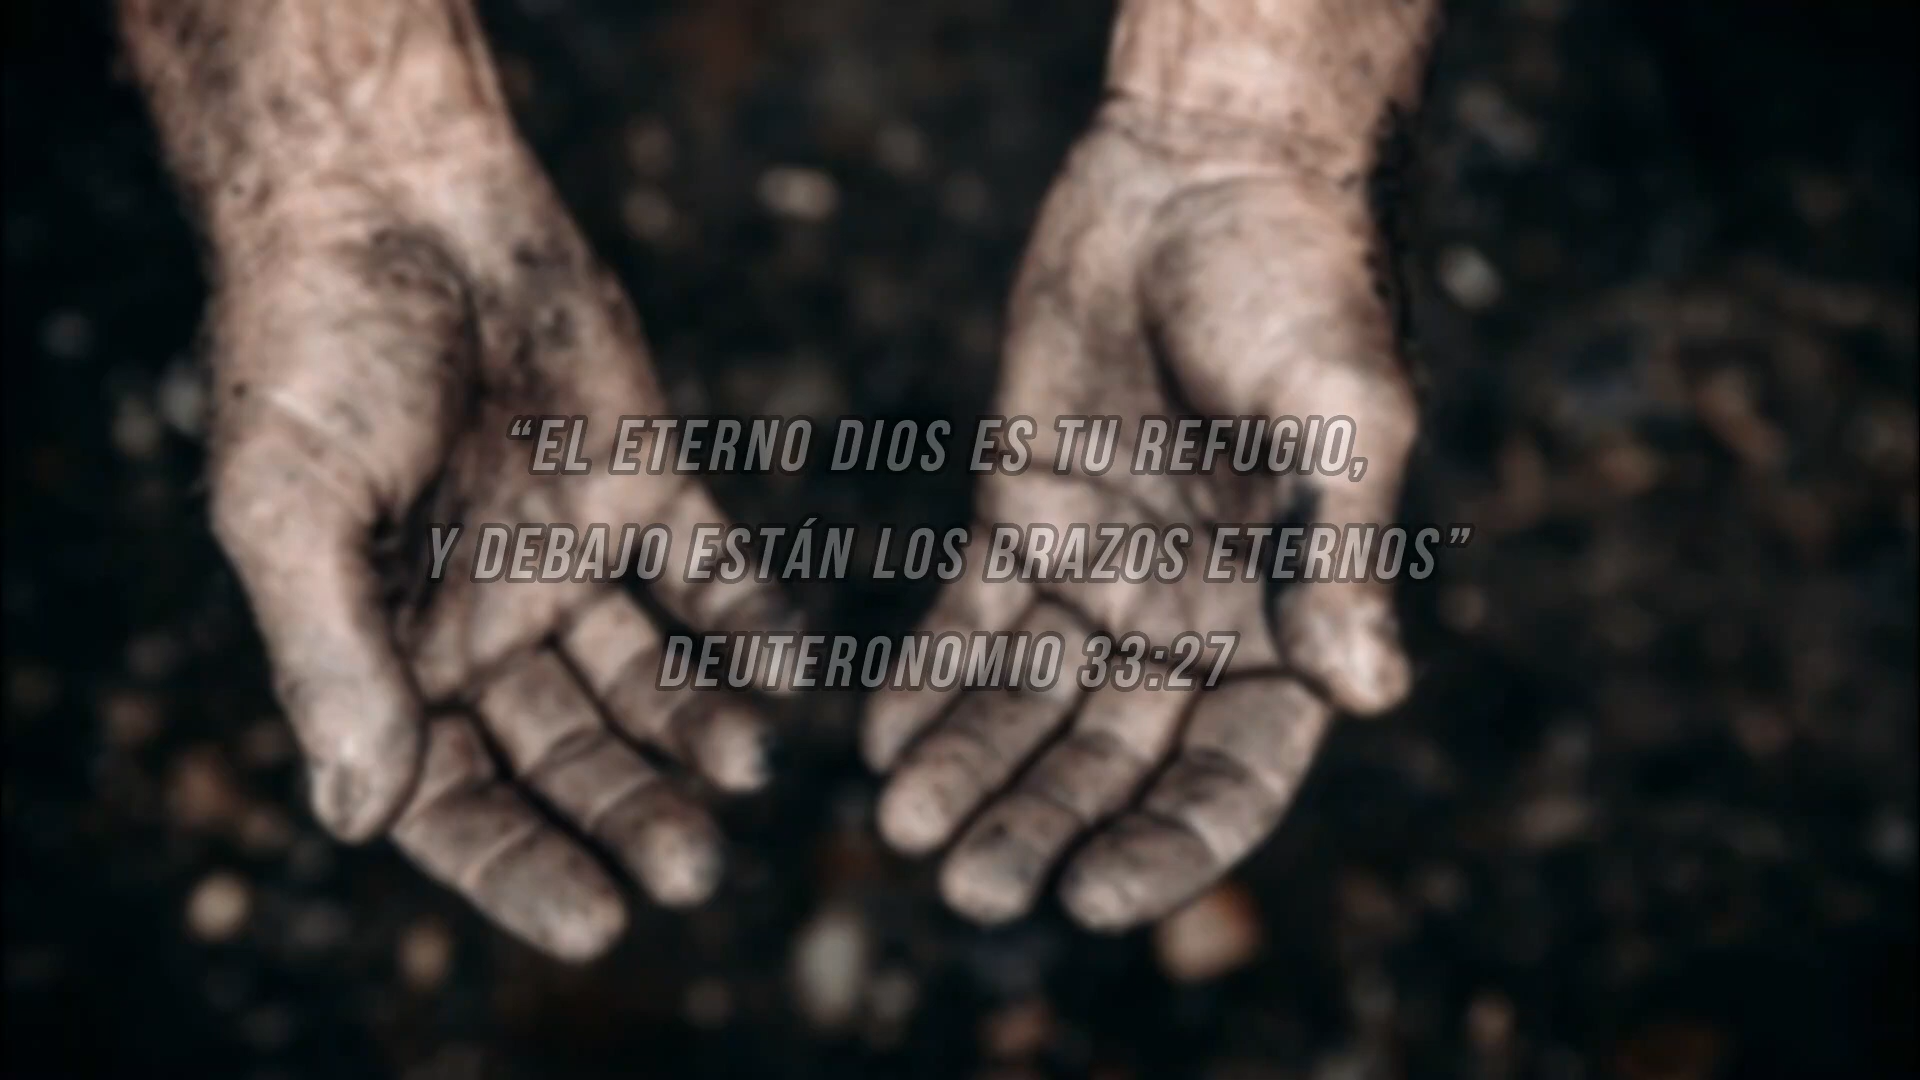 “EL ETERNO DIOS ES TU REFUGIO,
Y DEBAJO ESTÁN LOS BRAZOS ETERNOS”
DEUTERONOMIO 33:27